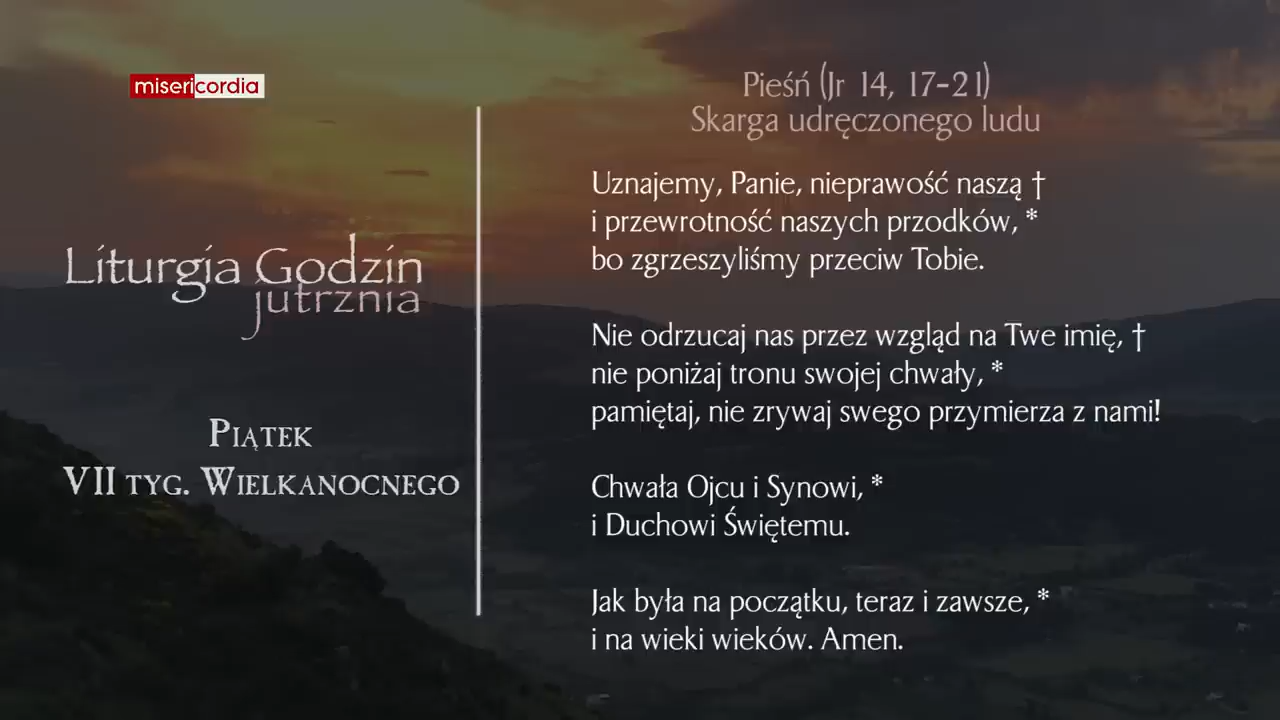 misericordia
Liturgia Godzin
jutrznia
Piątek
VII tyg. Wielkanocnego
Pieśń (Jr 14, 17-21)
Skarga udręczonego ludu
Uznajemy, Panie, nieprawość naszą †
i przewrotność naszych przodków, *
bo zgrzeszyliśmy przeciw Tobie.
Nie odrzucaj nas przez wzgląd na Twe imię, †
nie poniżaj tronu swojej chwały, *
pamiętaj, nie zrywaj swego przymierza z nami!
Chwała Ojcu i Synowi, *
i Duchowi Świętemu.
Jak była na początku, teraz i zawsze, *
i na wieki wieków. Amen.